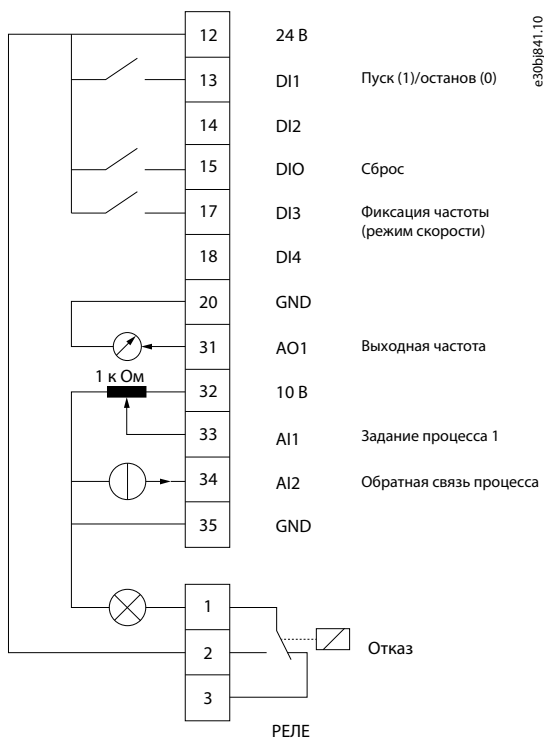 e30bj841.10
12 24 В
13 DI1 Пуск (1)/останов (0)
14 DI2
15 DIO Сброс
17 DI3 Фиксация частоты
(режим скорости)
18 DI4
20 GND
31 AO1 Выходная частота
1 к Ом
32 10 В
33 AI1 Задание процесса 1
34 AI2 Обратная связь процесса
35 GND
1
2 Отказ
3
РЕЛЕ